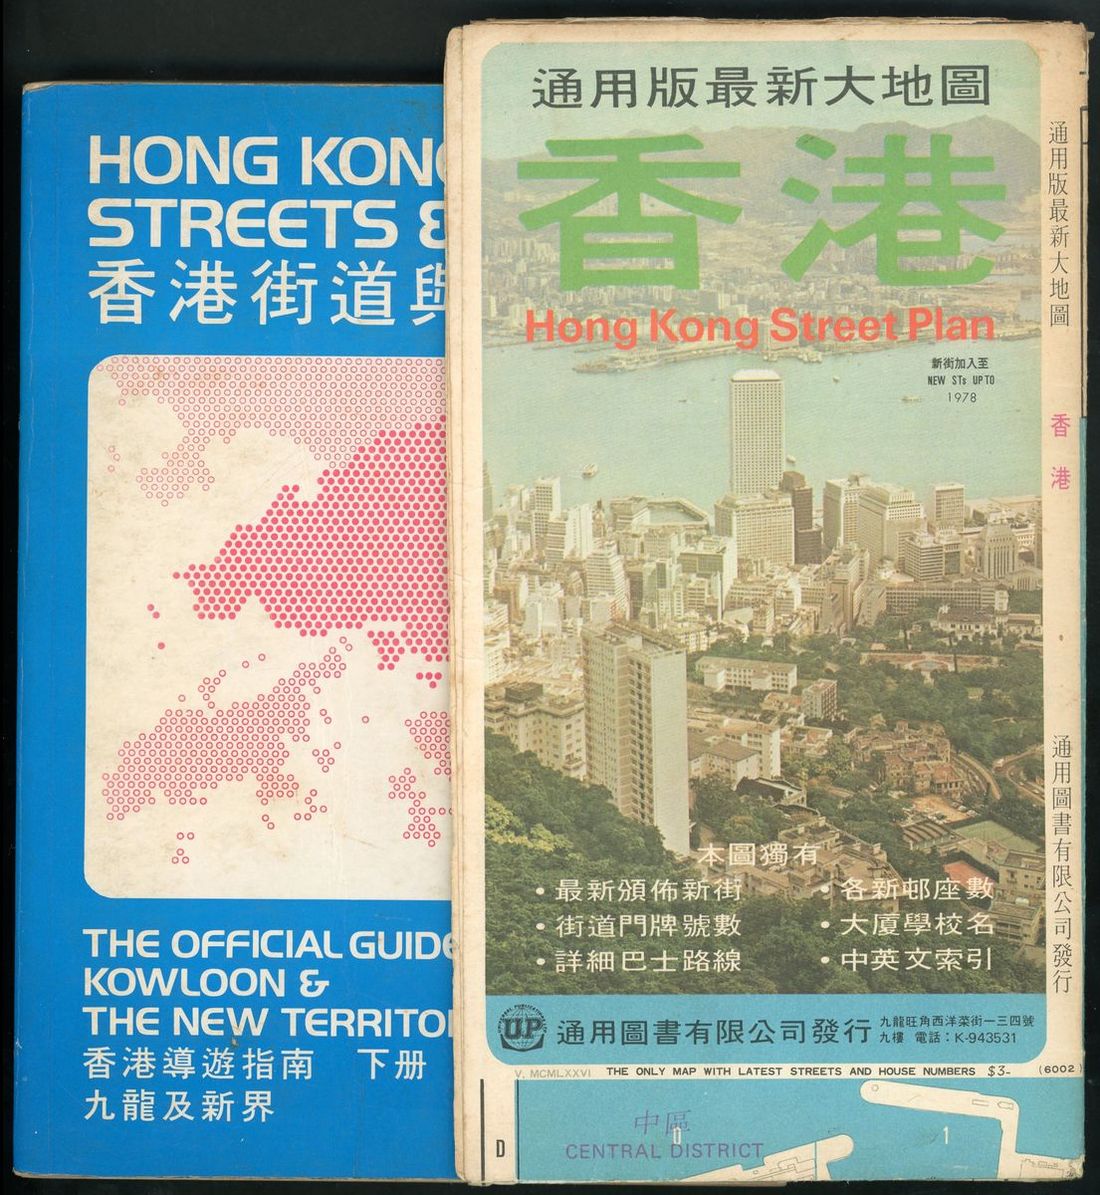 HONG KONG
STREETS &
香港街道與
THE OFFICIAL GUIDE
KOWLOON &
THE NEW TERRITO
香港導遊指南 下册
九龍及新界
通用版最新大地圖
香港
Hong Kong Street Plan
新街加入至
NEW STs UP TO
1978
本圖獨有
·最新頒佈新街
·街道門牌號數
·詳細巴士路線
·各新邨座數
·大厦學校名
·中英文索引
UP
通用圖書有限公司發行
九龍旺角西洋菜街一三四號
九樓 電話:K-943531
V. MCMLXXVI THE ONLY MAP WITH LATEST STREETS AND HOUSE NUMBERS $3- (6002)
D
0
1
中區
CENTRAL DISTRICT
通用版最新大地圖
香港
通用圖書有限公司發行